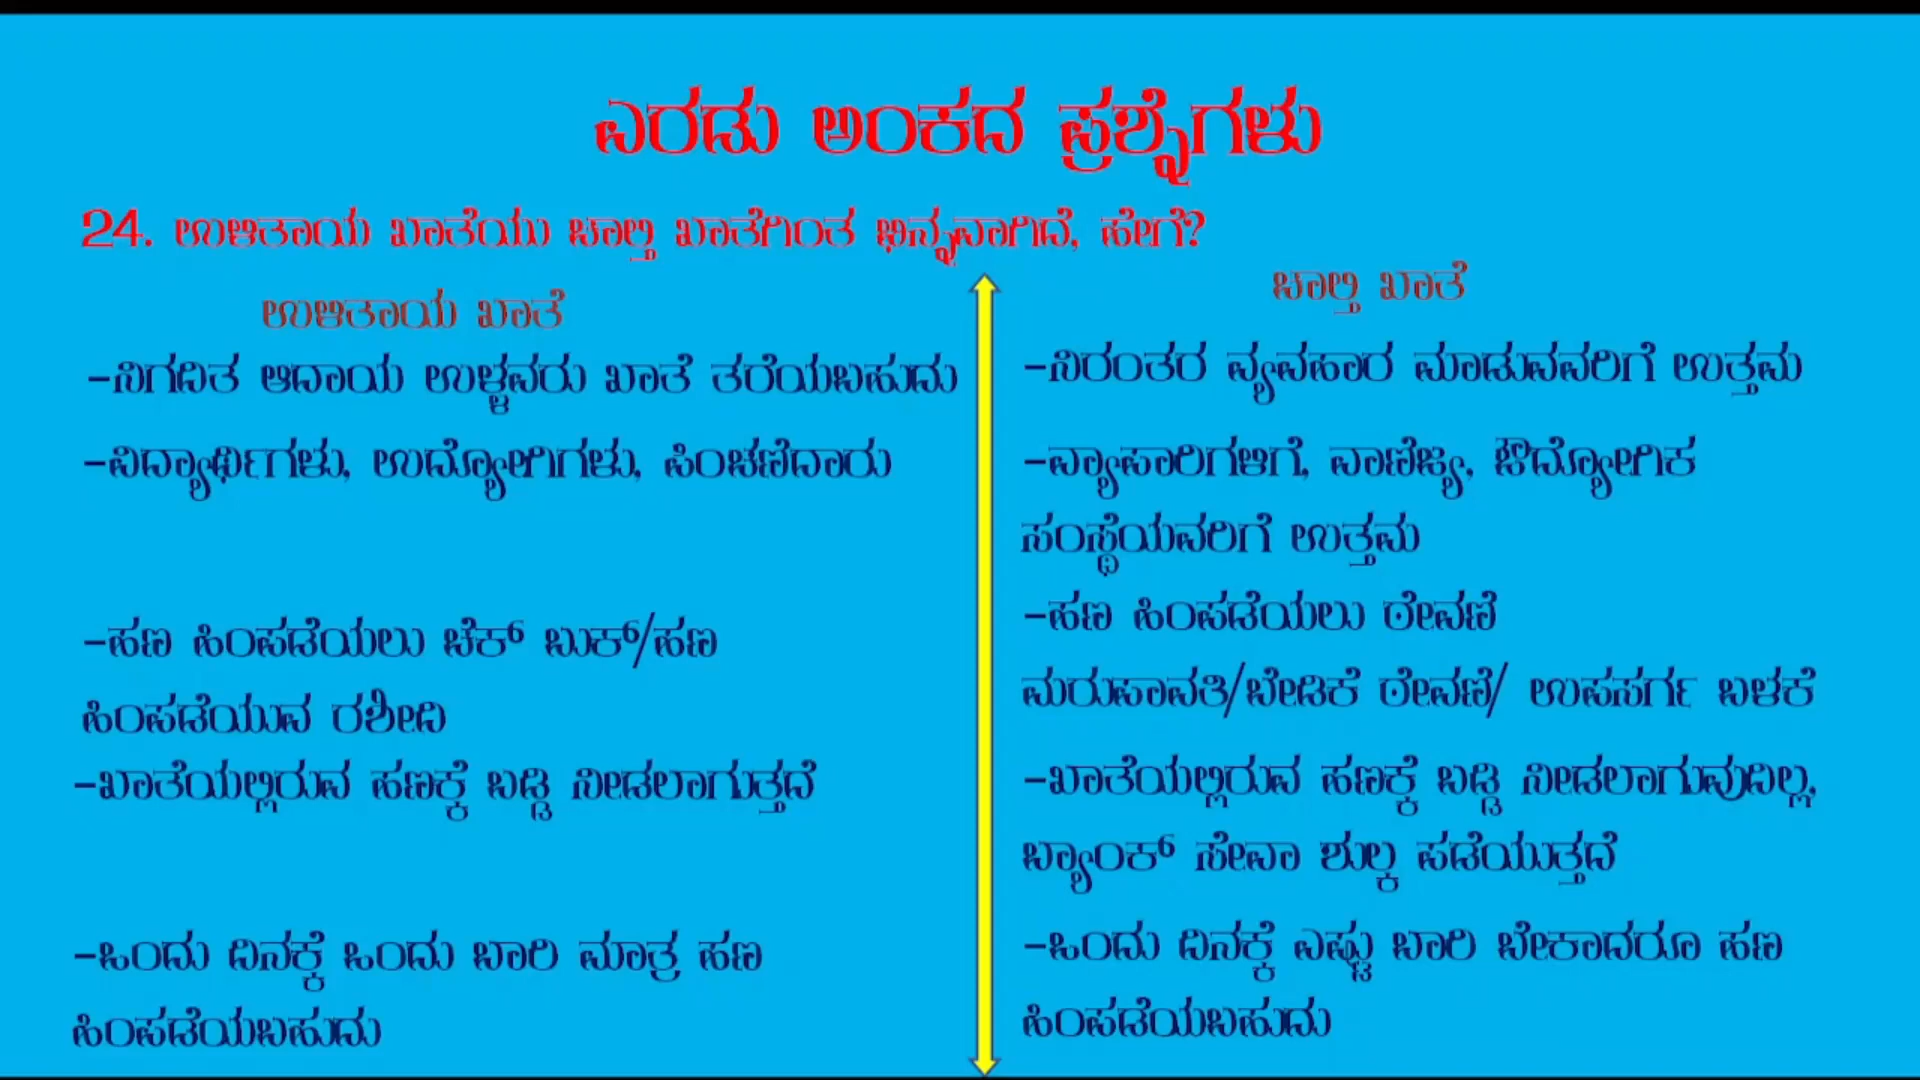 ಎರಡು ಅಂಕದ ಪ್ರಶ್ನೆಗಳು
24. ಉಳಿತಾಯ ಖಾತೆಯು ಚಾಲ್ತಿ ಖಾತೆಗಿಂತ ಭಿನ್ನವಾಗಿದೆ, ಹೇಗೆ?
ಉಳಿತಾಯ ಖಾತೆ
-ನಿಗದಿತ ಆದಾಯ ಉಳ್ಳವರು ಖಾತೆ ತರೆಯಬಹುದು
-ವಿದ್ಯಾರ್ಥಿಗಳು, ಉದ್ಯೋಗಿಗಳು, ಪಿಂಚಣಿದಾರು
-ಹಣ ಹಿಂಪಡೆಯಲು ಚೆಕ್ ಬುಕ್/ಹಣ
ಹಿಂಪಡೆಯುವ ರಶೀದಿ
-ಖಾತೆಯಲ್ಲಿರುವ ಹಣಕ್ಕೆ ಬಡ್ಡಿ ನೀಡಲಾಗುತ್ತದೆ
-ಒಂದು ದಿನಕ್ಕೆ ಒಂದು ಬಾರಿ ಮಾತ್ರ ಹಣ
ಹಿಂಪಡೆಯಬಹುದು
ಚಾಲ್ತಿ ಖಾತೆ
-ನಿರಂತರ ವ್ಯವಹಾರ ಮಾಡುವವರಿಗೆ ಉತ್ತಮ
-ವ್ಯಾಪಾರಿಗಳಿಗೆ, ವಾಣಿಜ್ಯ, ಔದ್ಯೋಗಿಕ
ಸಂಸ್ಥೆಯವರಿಗೆ ಉತ್ತಮ
-ಹಣ ಹಿಂಪಡೆಯಲು ಠೇವಣಿ
ಮರುಪಾವತಿ/ಬೇಡಿಕೆ ಠೇವಣಿ/ ಉಪಸರ್ಗ ಬಳಕೆ
-ಖಾತೆಯಲ್ಲಿರುವ ಹಣಕ್ಕೆ ಬಡ್ಡಿ ನೀಡಲಾಗುವುದಿಲ್ಲ,
ಬ್ಯಾಂಕ್ ಸೇವಾ ಶುಲ್ಕ ಪಡೆಯುತ್ತದೆ
-ಒಂದು ದಿನಕ್ಕೆ ಎಷ್ಟು ಬಾರಿ ಬೇಕಾದರೂ ಹಣ
ಹಿಂಪಡೆಯಬಹುದು